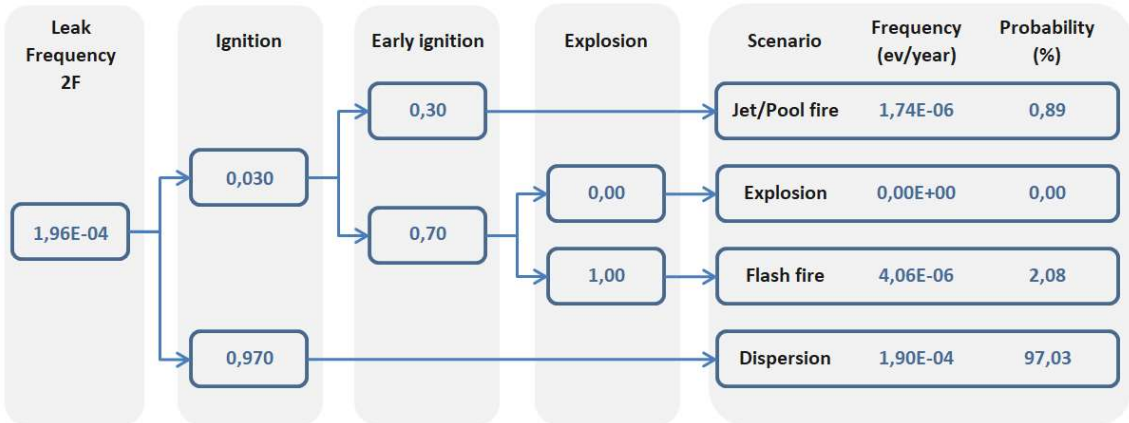 Leak
Frequency
2F
Ignition
Early ignition
Explosion
Scenario
Frequency
(ev/year)
Probability
(%)
0,30
Jet/Pool fire 1,74E-06 0,89
0,030
0,00
Explosion 0,00E+00 0,00
1,96E-04
0,70
1,00
Flash fire 4,06E-06 2,08
0,970
Dispersion 1,90E-04 97,03